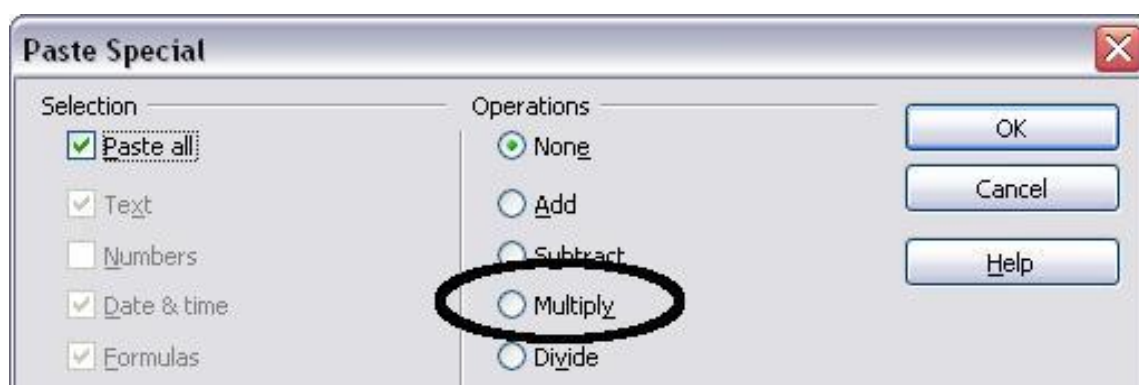 Paste Special
Selection
Paste all
Text
Numbers
Date & time
Formulas
Operations
None
Add
Subtract
Multiply
Divide
OK
Cancel
Help